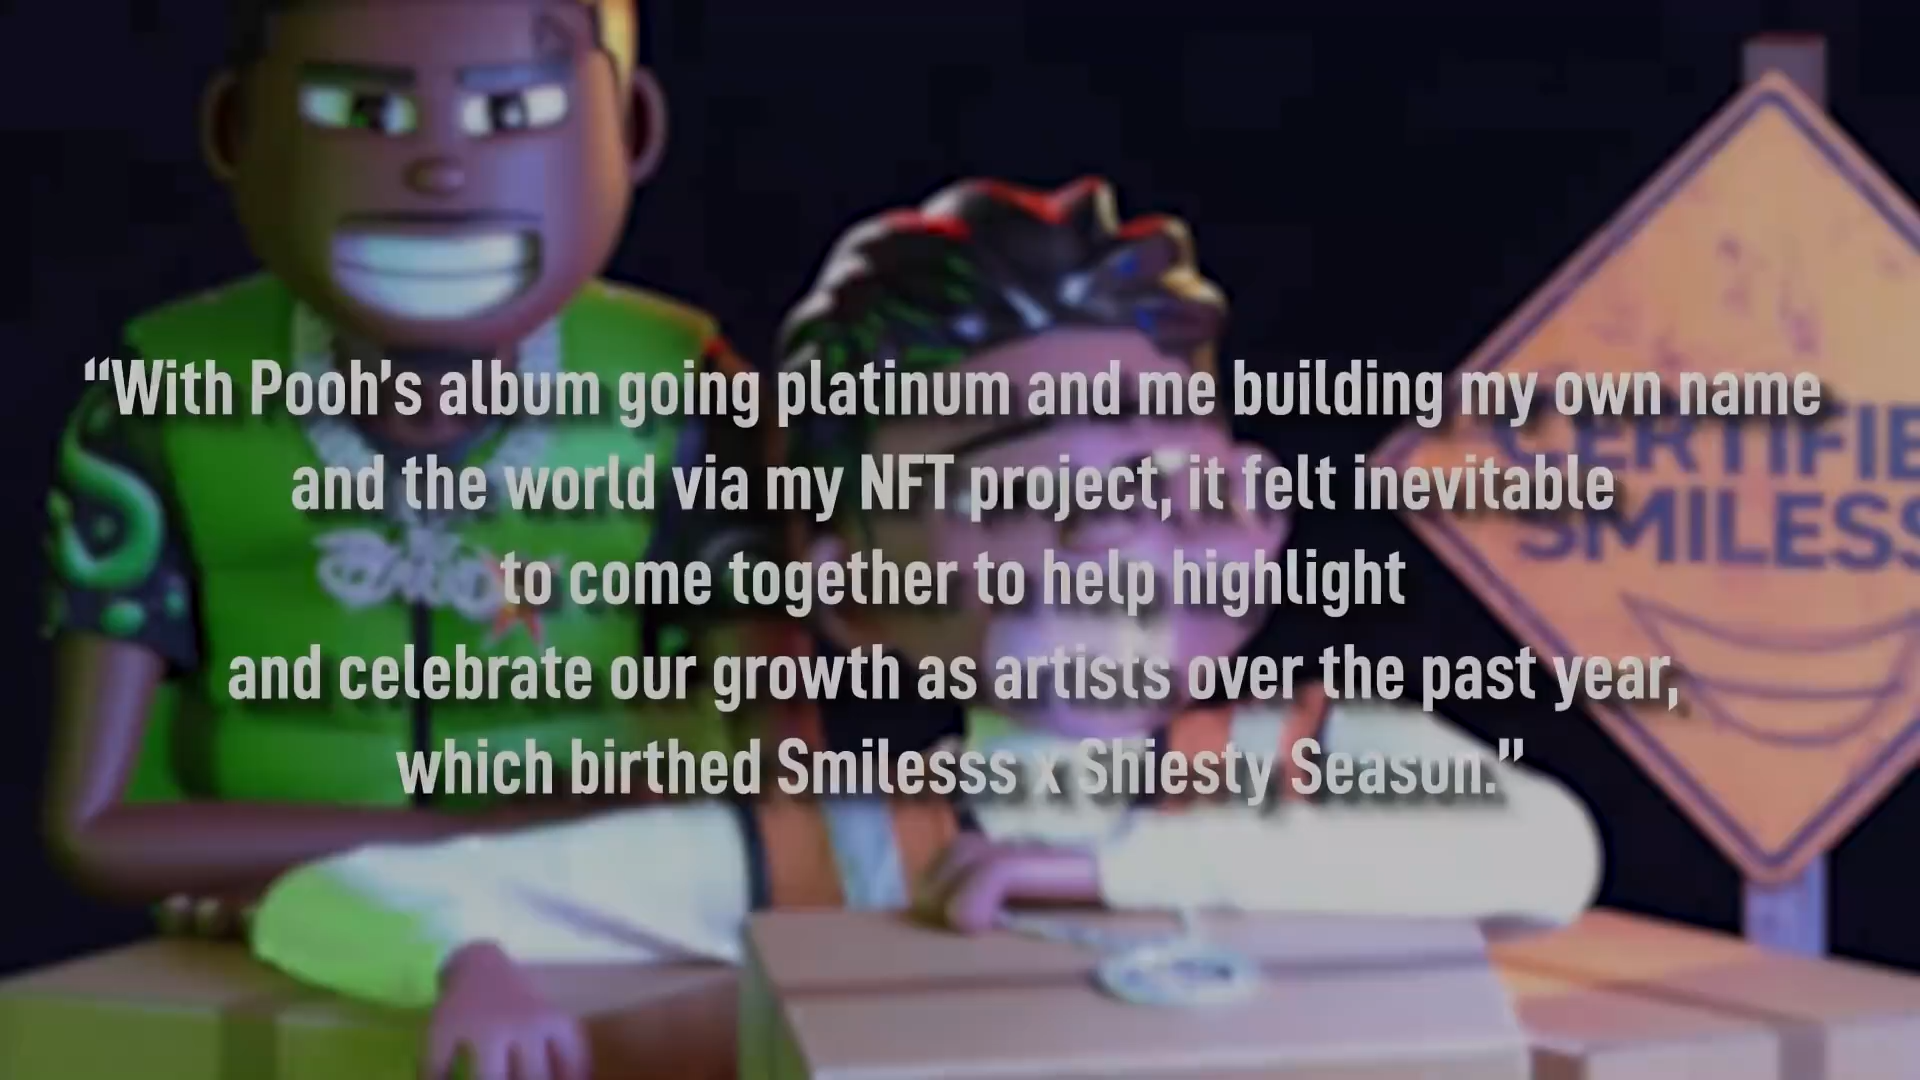 “With Pooh’s album going platinum and me building my own name
and the world via my NFT project, it felt inevitable
to come together to help highlight
and celebrate our growth as artists over the past year,
which birthed Smilesss x Shiesty Season.”
SMILESS